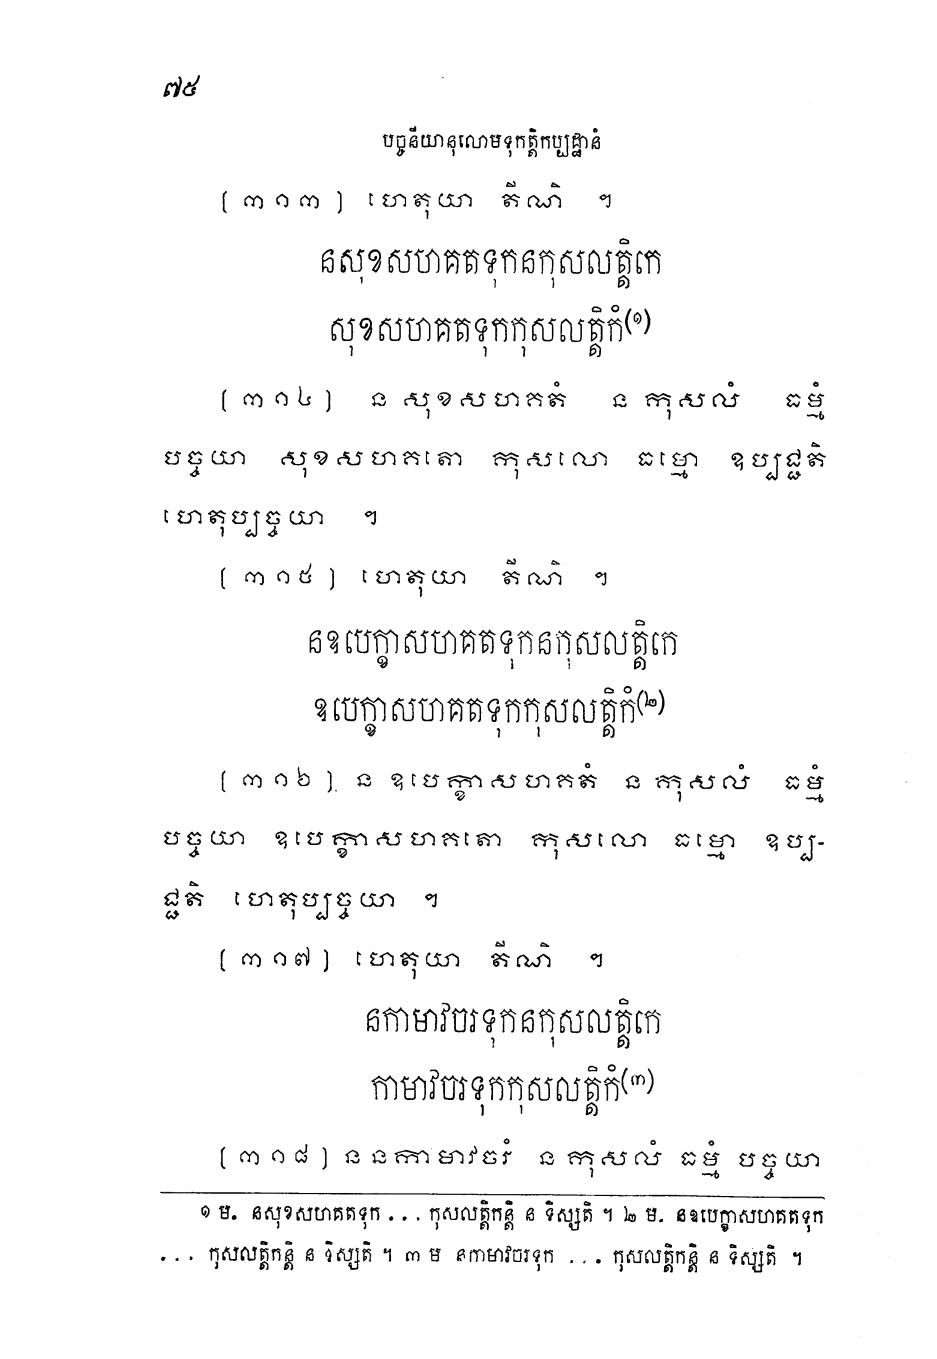 ៧៥
បច្ចនីយានុលោមទុកត្តិកប្បដ្ឋានំ
[ ៣១៣ ] ហេតុយា តីណិ ។
នសុខសហគតទុកនកុសលត្តិកេ
សុខសហគតទុកកុសលត្តិកំ(១)
[ ៣១៤ ] ន សុខសហគតំ ន កុសលំ ធម្មំ
បច្ចយា សុខសហគតោ កុសលោ ធម្មោ ឧប្បជ្ជតិ
ហេតុប្បច្ចយា ។
[ ៣១៥ ] ហេតុយា តីណិ ។
នឧបេក្ខាសហគតទុកនកុសលត្តិកេ
ឧបេក្ខាសហគតទុកកុសលត្តិកំ(២)
[ ៣១៦ ] ន ឧបេក្ខាសហគតំ ន កុសលំ ធម្មំ
បច្ចយា ឧបេក្ខាសហគតោ កុសលោ ធម្មោ ឧប្ប-
ជ្ជតិ ហេតុប្បច្ចយា ។
[ ៣១៧ ] ហេតុយា តីណិ ។
នកាមាវចរទុកនកុសលត្តិកេ
កាមាវចរទុកកុសលត្តិកំ(៣)
[ ៣១៨ ] ន នកាមាវចរំ ន កុសលំ ធម្មំ បច្ចយា
១ ម. នសុខសហគតទុក ... កុសលត្តិកន្តិ ន ទិស្សតិ ។ ២ ម. នឧបេក្ខាសហគតទុក
... កុសលត្តិកន្តិ ន ទិស្សតិ ។ ៣ ម នកាមាវចរទុក ... កុសលត្តិកន្តិ ន ទិស្សតិ ។